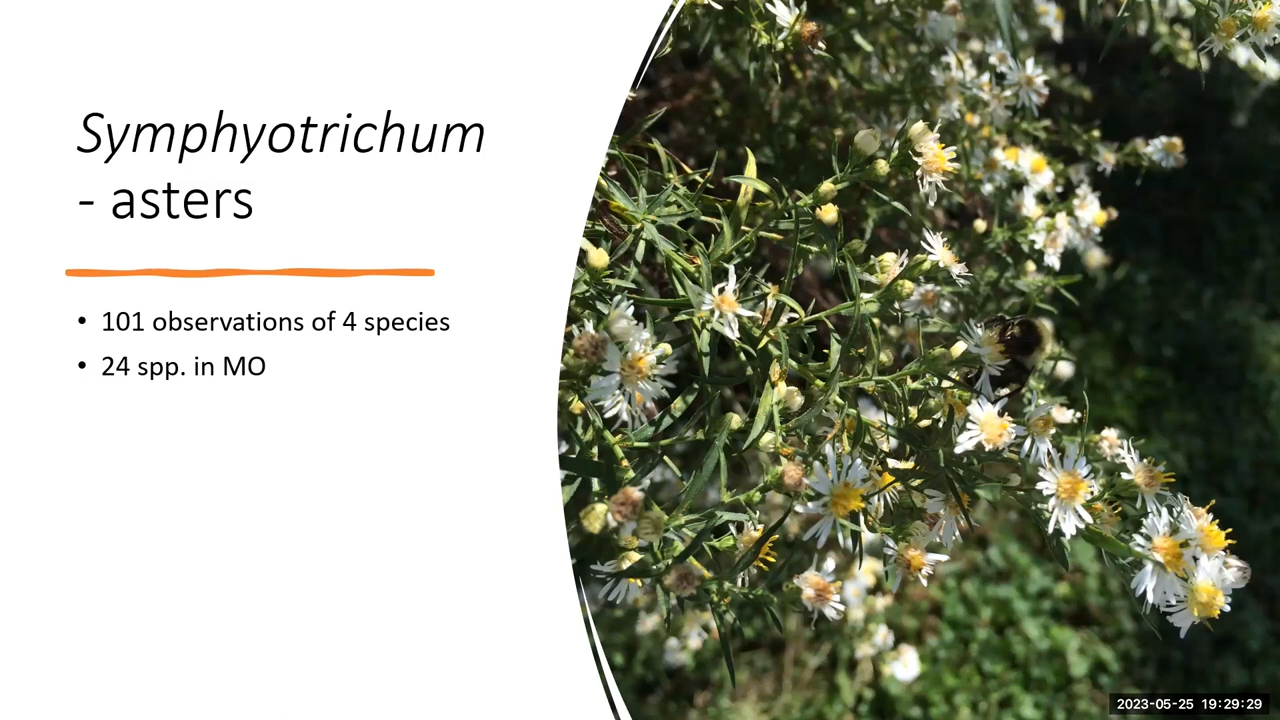 Symphyotrichum
- asters
• 101 observations of 4 species
• 24 spp. in MO
2023-05-25 19:29:29